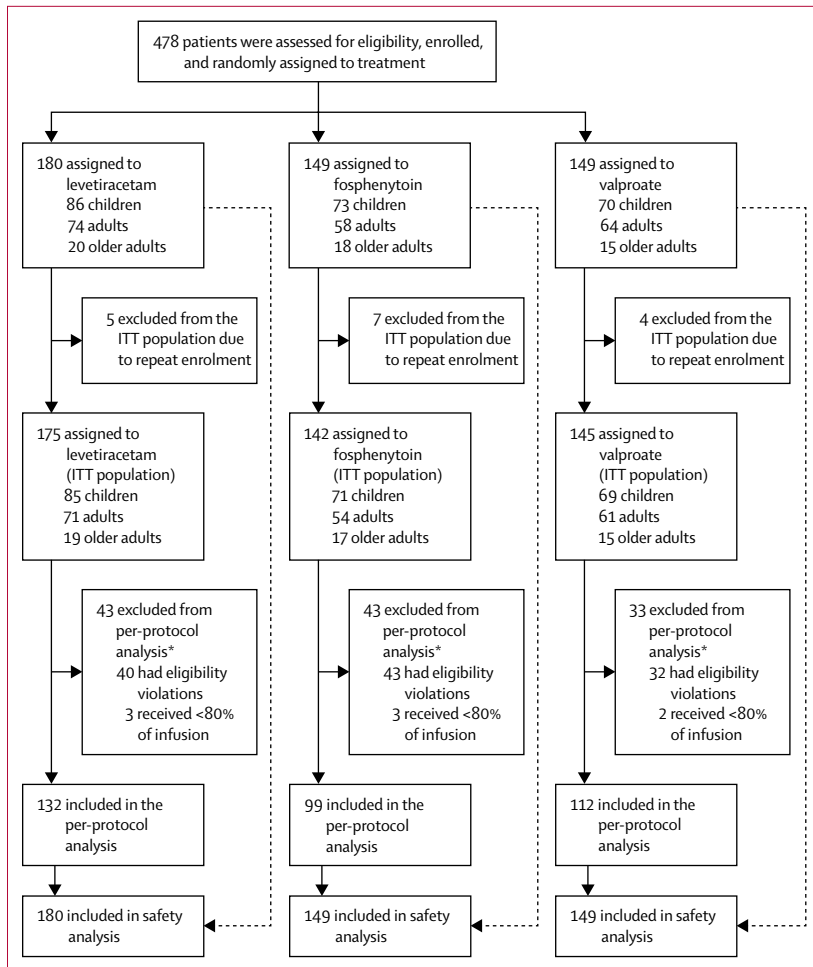 478 patients were assessed for eligibility, enrolled,
and randomly assigned to treatment
180 assigned to
levetiracetam
86 children
74 adults
20 older adults
149 assigned to
fosphenytoin
73 children
58 adults
18 older adults
149 assigned to
valproate
70 children
64 adults
15 older adults
5 excluded from the
ITT population due
to repeat enrolment
7 excluded from the
ITT population due
to repeat enrolment
4 excluded from the
ITT population due
to repeat enrolment
175 assigned to
levetiracetam
(ITT population)
85 children
71 adults
19 older adults
142 assigned to
fosphenytoin
(ITT population)
71 children
54 adults
17 older adults
145 assigned to
valproate
(ITT population)
69 children
61 adults
15 older adults
43 excluded from
per-protocol
analysis*
40 had eligibility
violations
3 received <80%
of infusion
43 excluded from
per-protocol
analysis*
43 had eligibility
violations
3 received <80%
of infusion
33 excluded from
per-protocol
analysis*
32 had eligibility
violations
2 received <80%
of infusion
132 included in the
per-protocol
analysis
99 included in the
per-protocol
analysis
112 included in the
per-protocol
analysis
180 included in safety
analysis
149 included in safety
analysis
149 included in safety
analysis